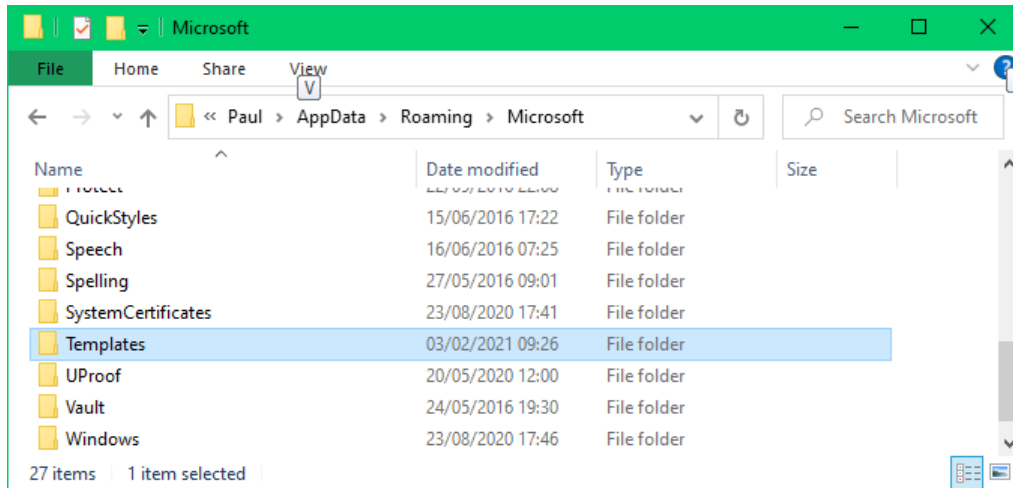 Microsoft
File Home Share View
V
« Paul > AppData > Roaming > Microsoft Search Microsoft
Name Date modified Type Size
QuickStyles 15/06/2016 17:22 File folder
Speech 16/06/2016 07:25 File folder
Spelling 27/05/2016 09:01 File folder
SystemCertificates 23/08/2020 17:41 File folder
Templates 03/02/2021 09:26 File folder
UProof 20/05/2020 12:00 File folder
Vault 24/05/2016 19:30 File folder
Windows 23/08/2020 17:46 File folder
27 items 1 item selected